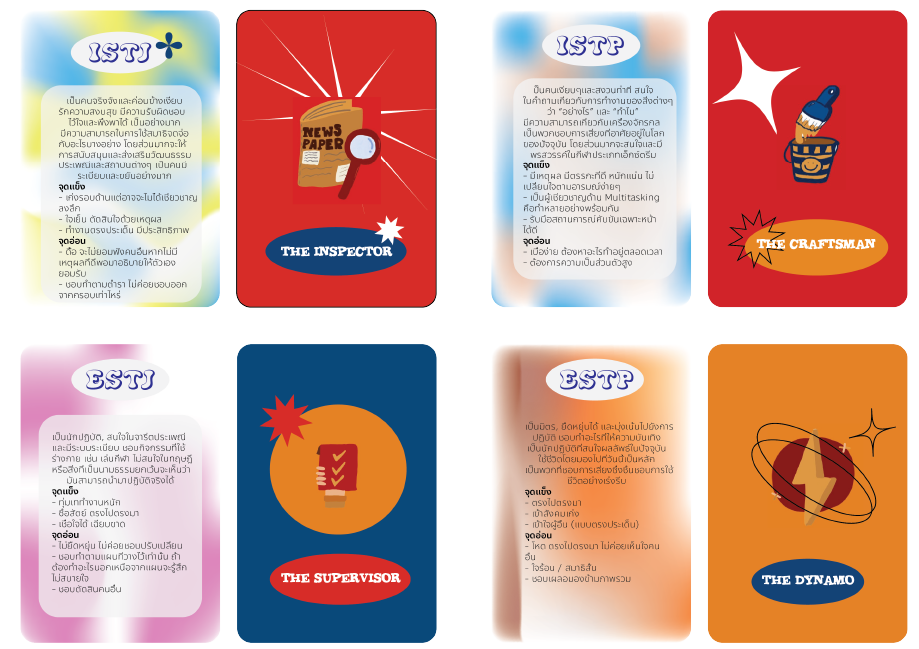 ISTJ
เป็นคนจริงจังและค่อนข้างเงียบ
รักความสงบสุข มีความรับผิดชอบ
ไว้ใจและพึ่งพาได้ เป็นอย่างมาก
มีความสามารถในการใช้สมาธิจดจ่อ
กับอะไรบางอย่าง โดยส่วนมากจะให้
การสนับสนุนและส่งเสริมวัฒนธรรม
ประเพณีและสถาบันต่างๆ เป็นคนมี
ระเบียบและขยันอย่างมาก
จุดแข็ง
- เก่งรอบด้านแต่อาจจะไม่ได้เชี่ยวชาญ
ลงลึก
- ใจเย็น ตัดสินใจด้วยเหตุผล
- ทำงานตรงประเด็น มีประสิทธิภาพ
จุดอ่อน
- ดื้อ จะไม่ยอมฟังคนอื่นหากไม่มี
เหตุผลที่ดีพอมาอธิบายให้ตัวเอง
ยอมรับ
- ชอบทำตามตำรา ไม่ค่อยชอบออก
จากกรอบเท่าไหร่
NEWS
PAPER
THE INSPECTOR
ISTP
เป็นคนเงียบๆและสงวนท่าที สนใจ
ในคำถามเกี่ยวกับการทำงานของสิ่งต่างๆ
ว่า "อย่างไร" และ "ทำไม"
มีความสามารถเกี่ยวกับเครื่องจักรกล
เป็นพวกชอบการเสี่ยงที่อาศัยอยู่ในโลก
ของปัจจุบัน โดยส่วนมากจะสนใจและมี
พรสวรรค์ในกีฬาประเภทเอ็กซ์ตรีม
จุดแข็ง
- มีเหตุผล มีตรรกะที่ดี หนักแน่น ไม่
เปลี่ยนใจตามอารมณ์ง่ายๆ
- เป็นผู้เชี่ยวชาญด้าน Multitasking
คือทำหลายอย่างพร้อมกัน
- รับมือสถานการณ์คับขันเฉพาะหน้า
ได้ดี
จุดอ่อน
- เบื่อง่าย ต้องหาอะไรทำอยู่ตลอดเวลา
- ต้องการความเป็นส่วนตัวสูง
THE CRAFTSMAN
ESTJ
เป็นนักปฏิบัติ, สนใจในจารีตประเพณี
และมีระบบระเบียบ ชอบกิจกรรมที่ใช้
ร่างกาย เช่น เล่นกีฬา ไม่สนใจในทฤษฎี
หรือสิ่งที่เป็นนามธรรมยกเว้นจะเห็นว่า
มันสามารถนำมาปฏิบัติจริงได้
จุดแข็ง
- ทุ่มเททำงานหนัก
- ซื่อสัตย์ ตรงไปตรงมา
- เชื่อใจได้ เฉียบขาด
จุดอ่อน
- ไม่ยืดหยุ่น ไม่ค่อยชอบปรับเปลี่ยน
- ชอบทำตามแผนที่วางไว้เท่านั้น ถ้า
ต้องทำอะไรนอกเหนือจากแผนจะรู้สึก
ไม่สบายใจ
- ชอบตัดสินคนอื่น
THE SUPERVISOR
ESTP
เป็นมิตร, ยืดหยุ่นได้ และมุ่งเน้นไปยังการ
ปฏิบัติ ชอบทำอะไรที่ให้ความบันเทิง
เป็นนักปฏิบัติที่สนใจผลลัพธ์ในปัจจุบัน
ใช้ชีวิตโดยมองไปที่วันนี้เป็นหลัก
เป็นพวกที่ชอบการเสี่ยงซึ่งชื่นชอบการใช้
ชีวิตอย่างเร่งรีบ
จุดแข็ง
- ตรงไปตรงมา
- เข้าสังคมเก่ง
- เข้าใจผู้อื่น (แบบตรงประเด็น)
จุดอ่อน
- โหด ตรงไปตรงมา ไม่ค่อยเห็นใจคน
อื่น
- ใจร้อน / สมาธิสั้น
- ชอบเผลอมองข้ามภาพรวม
THE DYNAMO